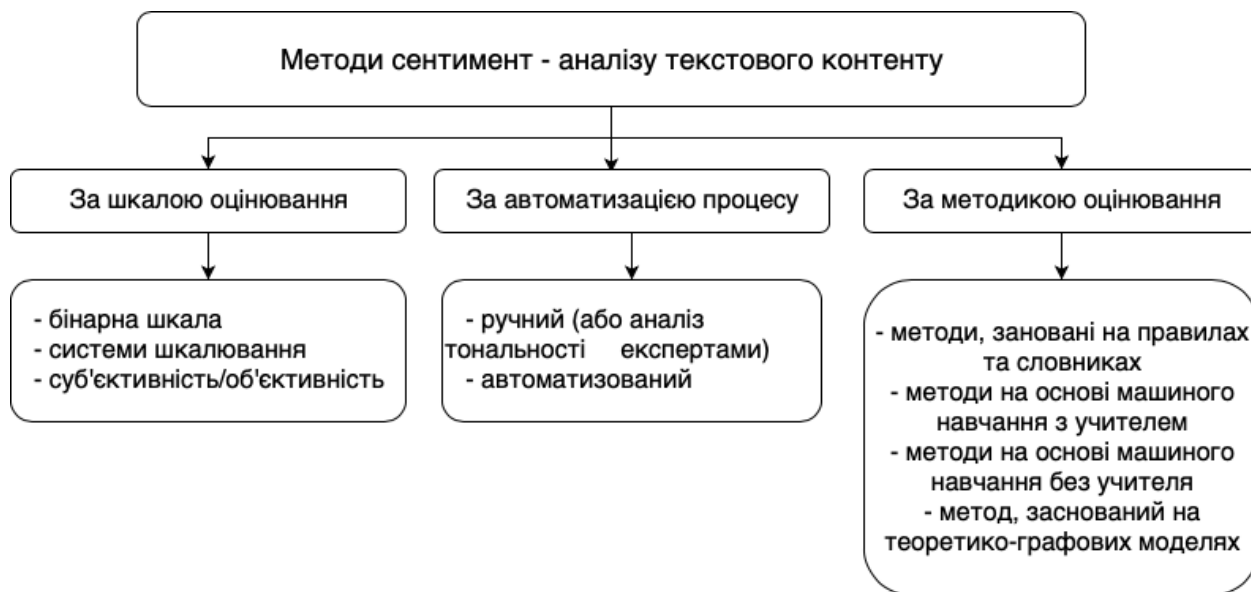 Методи сентимент - аналізу текстового контенту
За шкалою оцінювання
За автоматизацією процесу
За методикою оцінювання
- бінарна шкала
- системи шкалювання
- суб'єктивність/об'єктивність
- ручний (або аналіз
тональності експертами)
- автоматизований
- методи, зановані на правилах
та словниках
- методи на основі машиного
навчання з учителем
- методи на основі машиного
навчання без учителя
- метод, заснований на
теоретико-графових моделях